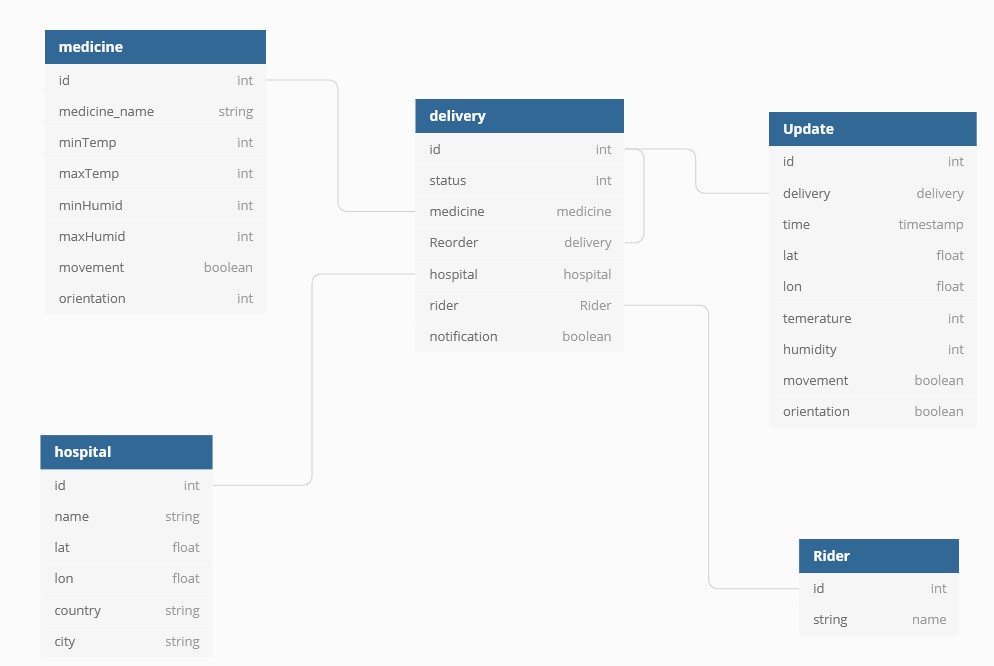 medicine
id int
medicine_name string
minTemp int
maxTemp int
minHumid int
maxHumid int
movement boolean
orientation int
delivery
id int
status int
medicine medicine
Reorder delivery
hospital hospital
rider Rider
notification boolean
Update
id int
delivery delivery
time timestamp
lat float
lon float
temerature int
humidity int
movement boolean
orientation boolean
hospital
id int
name string
lat float
lon float
country string
city string
Rider
id int
string name